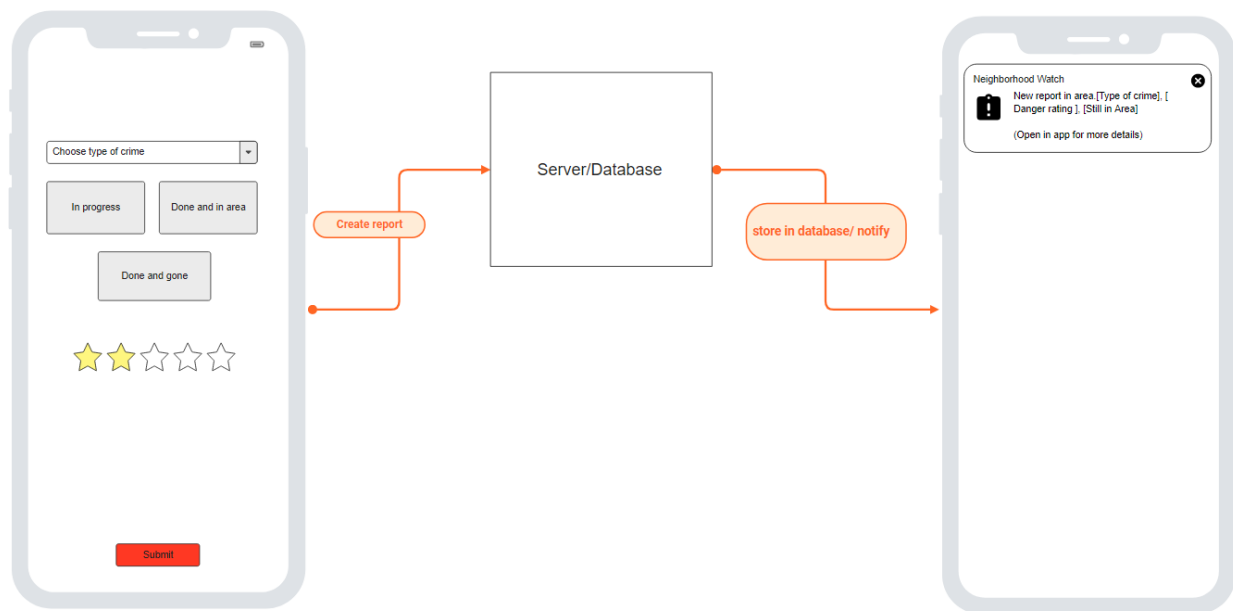 Choose type of crime
In progress
Done and in area
Done and gone
Submit
Create report
Server/Database
store in database/ notify
Neighborhood Watch
New report in area.[Type of crime], [
Danger rating ], [Still in Area]
(Open in app for more details)